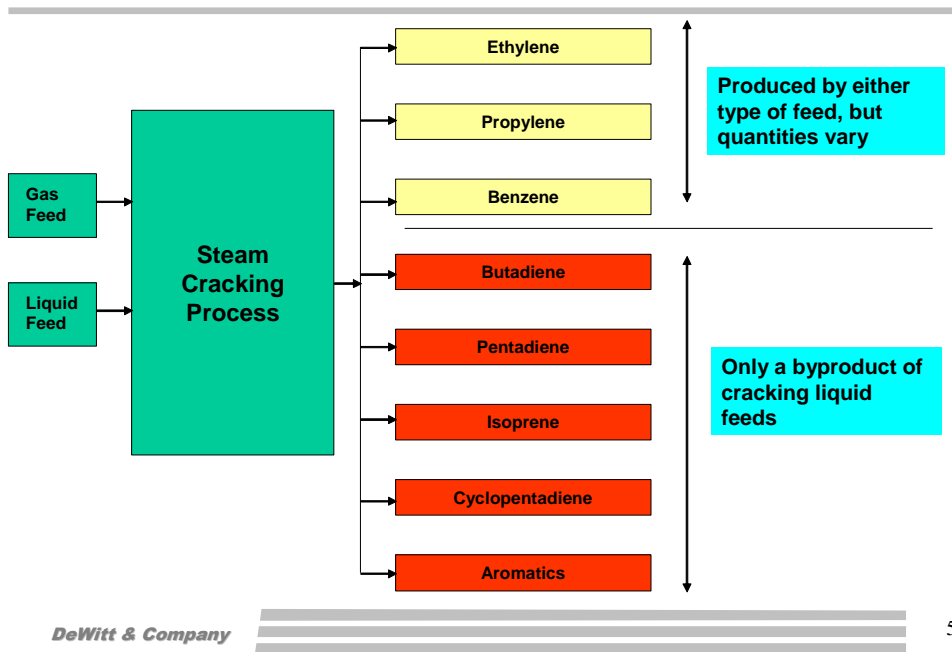 Ethylene
Produced by either
type of feed, but
quantities vary
Propylene
Benzene
Gas
Feed
Steam
Cracking
Process
Liquid
Feed
Butadiene
Pentadiene
Only a byproduct of
cracking liquid
feeds
Isoprene
Cyclopentadiene
Aromatics
DeWitt & Company
5